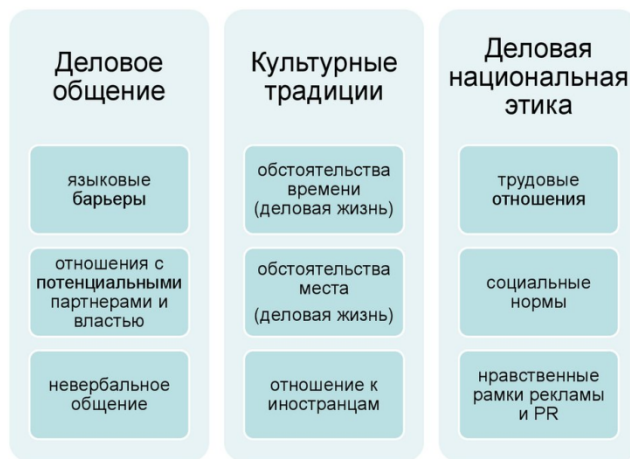 Деловое
общение
языковые
барьеры
отношения с
потенциальными
партнерами и
властью
невербальное
общение
Культурные
традиции
обстоятельства
времени
(деловая жизнь)
обстоятельства
места
(деловая жизнь)
отношение к
иностранцам
Деловая
национальная
этика
трудовые
отношения
социальные
нормы
нравственные
рамки рекламы
и PR